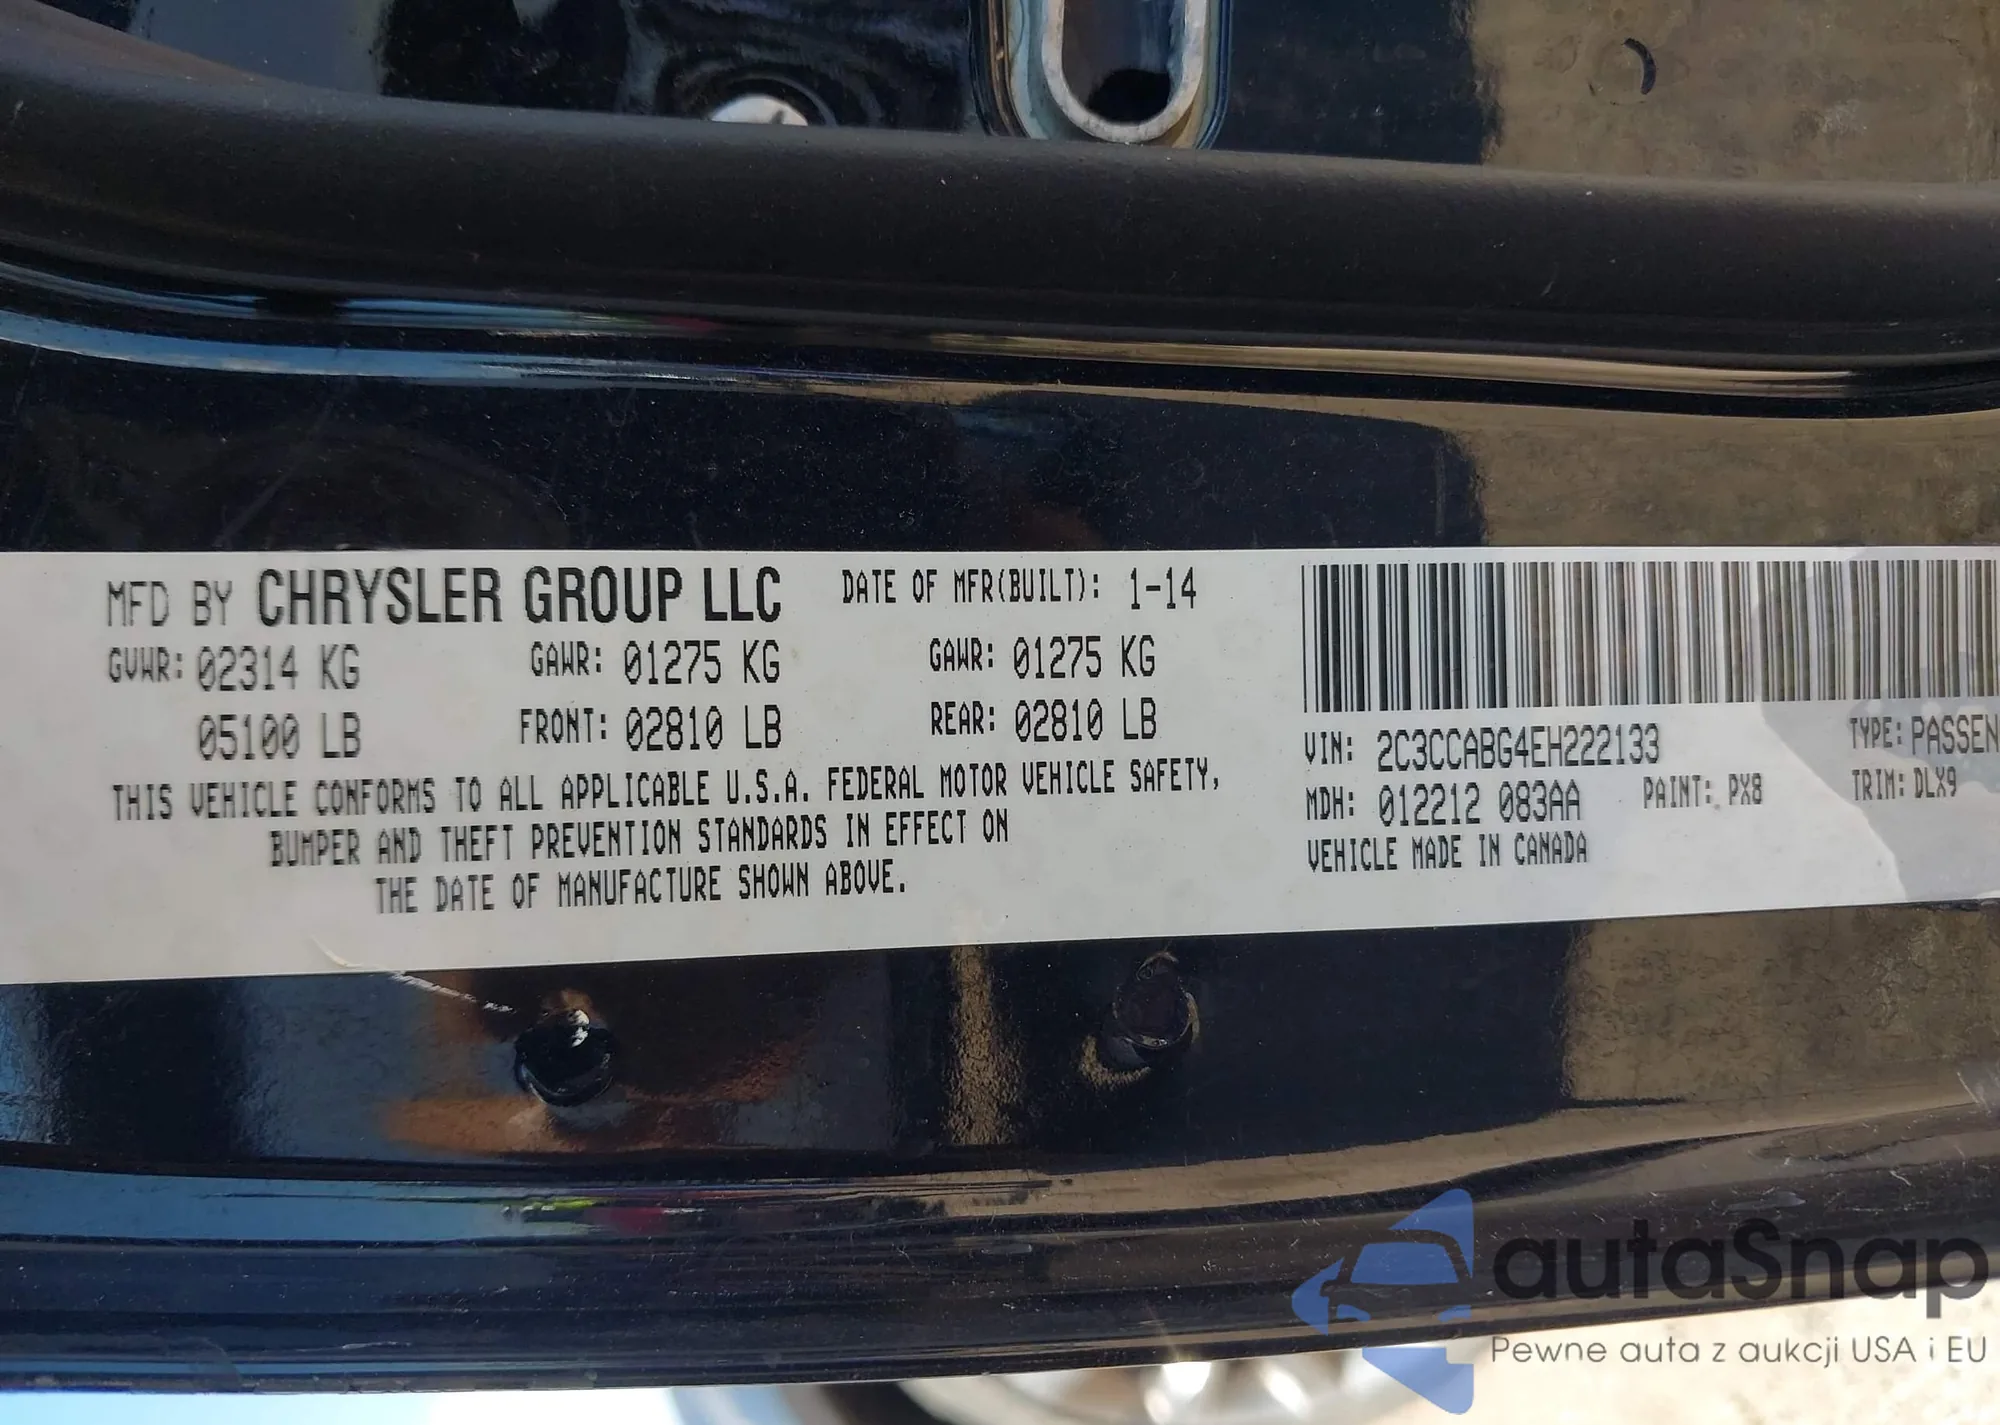 MFD BY CHRYSLER GROUP LLC DATE OF MFR(BUILT): 1-14
GVWR: 02314 KG GAWR: 01275 KG GAWR: 01275 KG
05100 LB FRONT: 02810 LB REAR: 02810 LB
THIS VEHICLE CONFORMS TO ALL APPLICABLE U.S.A. FEDERAL MOTOR VEHICLE SAFETY,
BUMPER AND THEFT PREVENTION STANDARDS IN EFFECT ON
THE DATE OF MANUFACTURE SHOWN ABOVE.
VIN: 2C3CCABG4EH222133 TYPE: PASSEN
MDH: 012212 083AA PAINT: PX8 TRIM: DLX9
VEHICLE MADE IN CANADA
autaSnap
Pewne auta z aukcji USA i EU